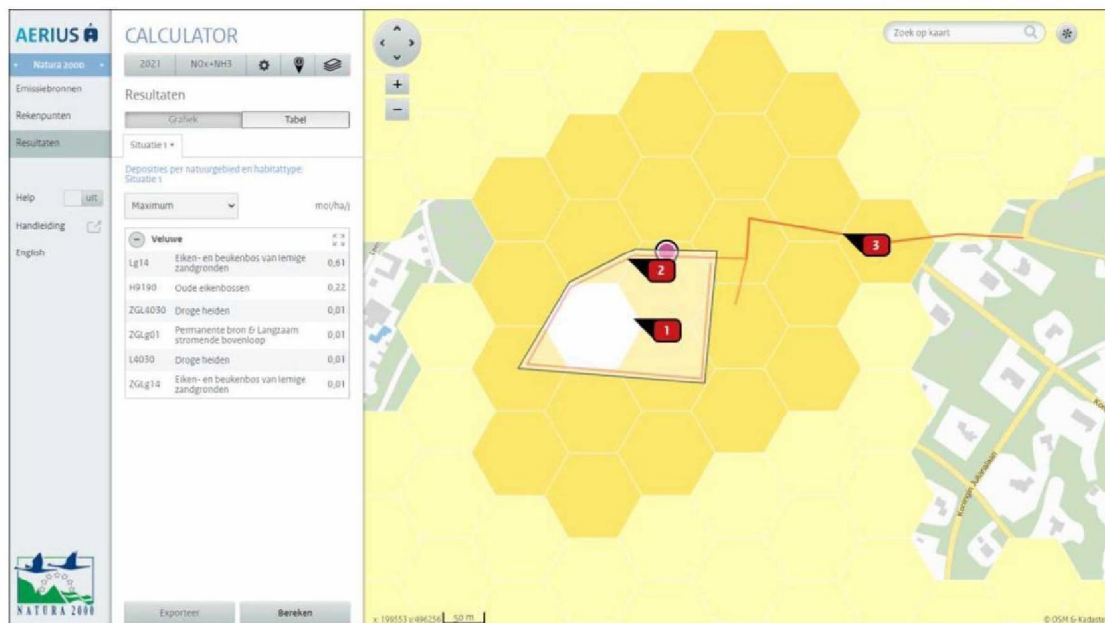 AERIUS
Natura 2000
Emissiebronnen
Rekenpunten
Resultaten
Help
uit
Handleiding
English
NATURA 2000
CALCULATOR
2021
NOx+NH3
Resultaten
Grafiek
Tabel
Situatie 1
Deposities per natuurgebied en habitattype:
Situatie 1
Maximum
mol/ha/j
Veluwe
Lg14 Eiken- en beukenbos van lemige zandgronden 0,61
H9190 Oude eikenbossen 0,22
ZGL4030 Droge heiden 0,01
ZGLg01 Permanente bron & Langzaam stromende bovenloop 0,01
L4030 Droge heiden 0,01
ZGLg14 Eiken- en beukenbos van lemige zandgronden 0,01
Exporteer
Bereken
Zoek op kaart
+
−
3
2
1
Koningin Julianalaan
x: 198553 y:496256
50 m
© OSM & Kadaster